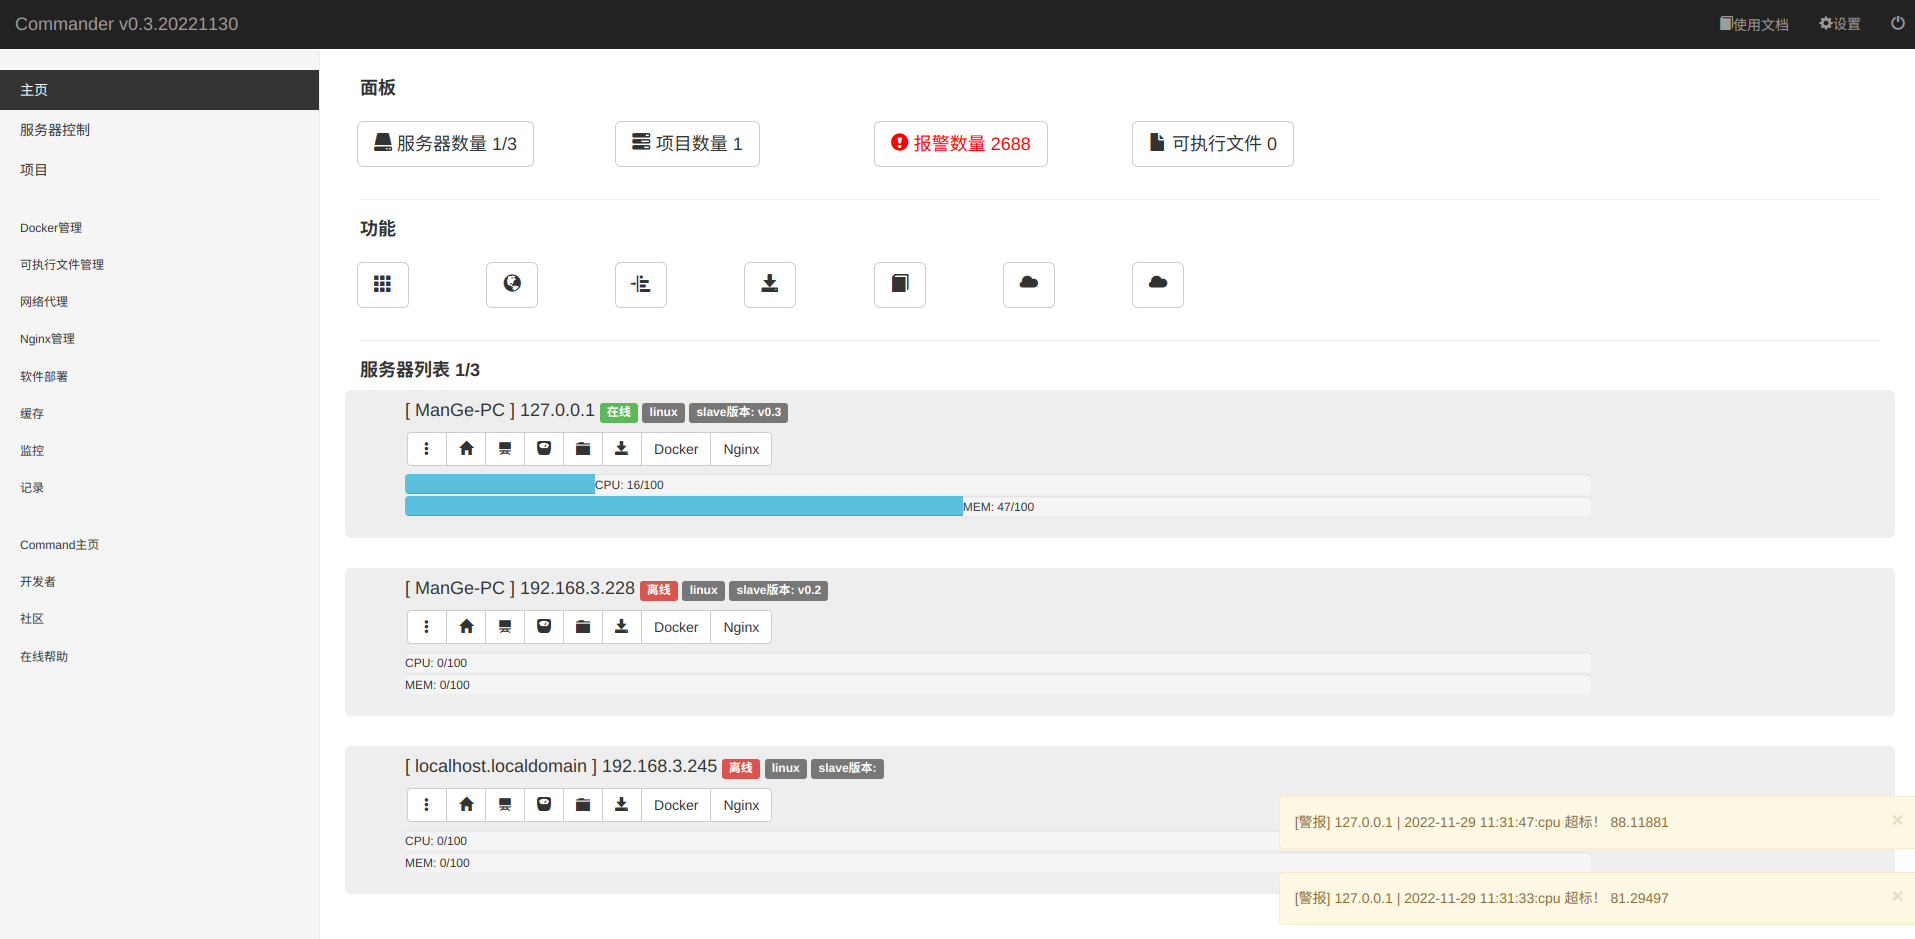 Commander v0.3.20221130
使用文档 设置
主页
服务器控制
项目
Docker管理
可执行文件管理
网络代理
Nginx管理
软件部署
缓存
监控
记录
Command主页
开发者
社区
在线帮助
面板
服务器数量 1/3 项目数量 1 报警数量 2688 可执行文件 0
功能
服务器列表 1/3
[ ManGe-PC ] 127.0.0.1 在线 linux slave版本: v0.3
Docker Nginx
CPU: 16/100
MEM: 47/100
[ ManGe-PC ] 192.168.3.228 离线 linux slave版本: v0.2
Docker Nginx
CPU: 0/100
MEM: 0/100
[ localhost.localdomain ] 192.168.3.245 离线 linux slave版本:
Docker Nginx
CPU: 0/100
MEM: 0/100
[警报] 127.0.0.1 | 2022-11-29 11:31:47:cpu 超标！ 88.11881 ×
[警报] 127.0.0.1 | 2022-11-29 11:31:33:cpu 超标！ 81.29497 ×